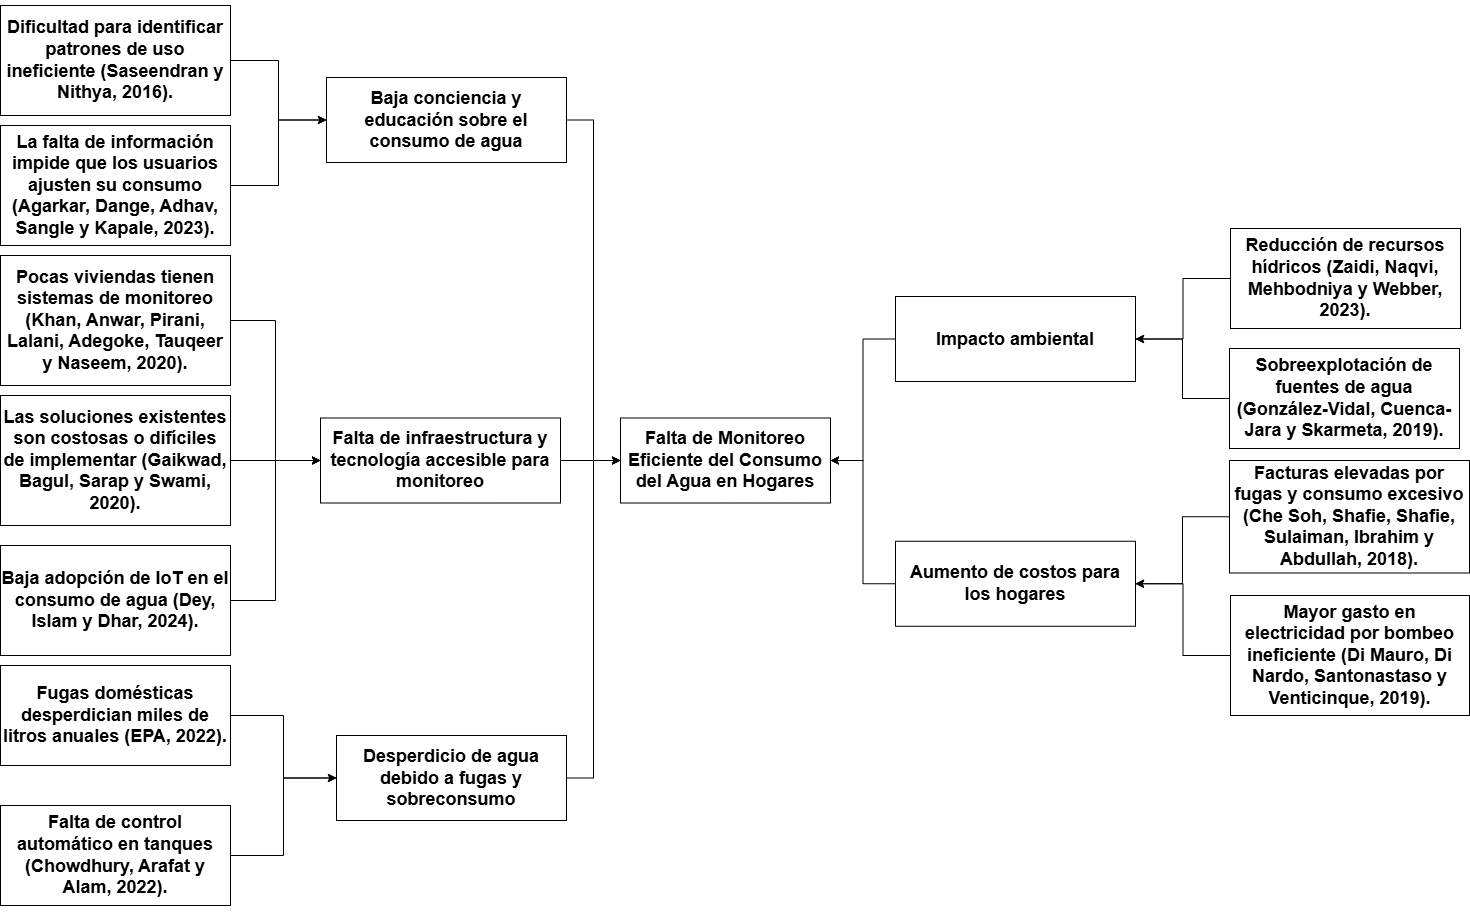 Dificultad para identificar
patrones de uso
ineficiente (Saseendran y
Nithya, 2016).
La falta de información
impide que los usuarios
ajusten su consumo
(Agarkar, Dange, Adhav,
Sangle y Kapale, 2023).
Pocas viviendas tienen
sistemas de monitoreo
(Khan, Anwar, Pirani,
Lalani, Adegoke, Tauqeer
y Naseem, 2020).
Las soluciones existentes
son costosas o difíciles
de implementar (Gaikwad,
Bagul, Sarap y Swami,
2020).
Baja adopción de IoT en el
consumo de agua (Dey,
Islam y Dhar, 2024).
Fugas domésticas
desperdician miles de
litros anuales (EPA, 2022).
Falta de control
automático en tanques
(Chowdhury, Arafat y
Alam, 2022).
Baja conciencia y
educación sobre el
consumo de agua
Falta de infraestructura y
tecnología accesible para
monitoreo
Desperdicio de agua
debido a fugas y
sobreconsumo
Falta de Monitoreo
Eficiente del Consumo
del Agua en Hogares
Impacto ambiental
Aumento de costos para
los hogares
Reducción de recursos
hídricos (Zaidi, Naqvi,
Mehbodniya y Webber,
2023).
Sobreexplotación de
fuentes de agua
(González-Vidal, Cuenca-
Jara y Skarmeta, 2019).
Facturas elevadas por
fugas y consumo excesivo
(Che Soh, Shafie, Shafie,
Sulaiman, Ibrahim y
Abdullah, 2018).
Mayor gasto en
electricidad por bombeo
ineficiente (Di Mauro, Di
Nardo, Santonastaso y
Venticinque, 2019).